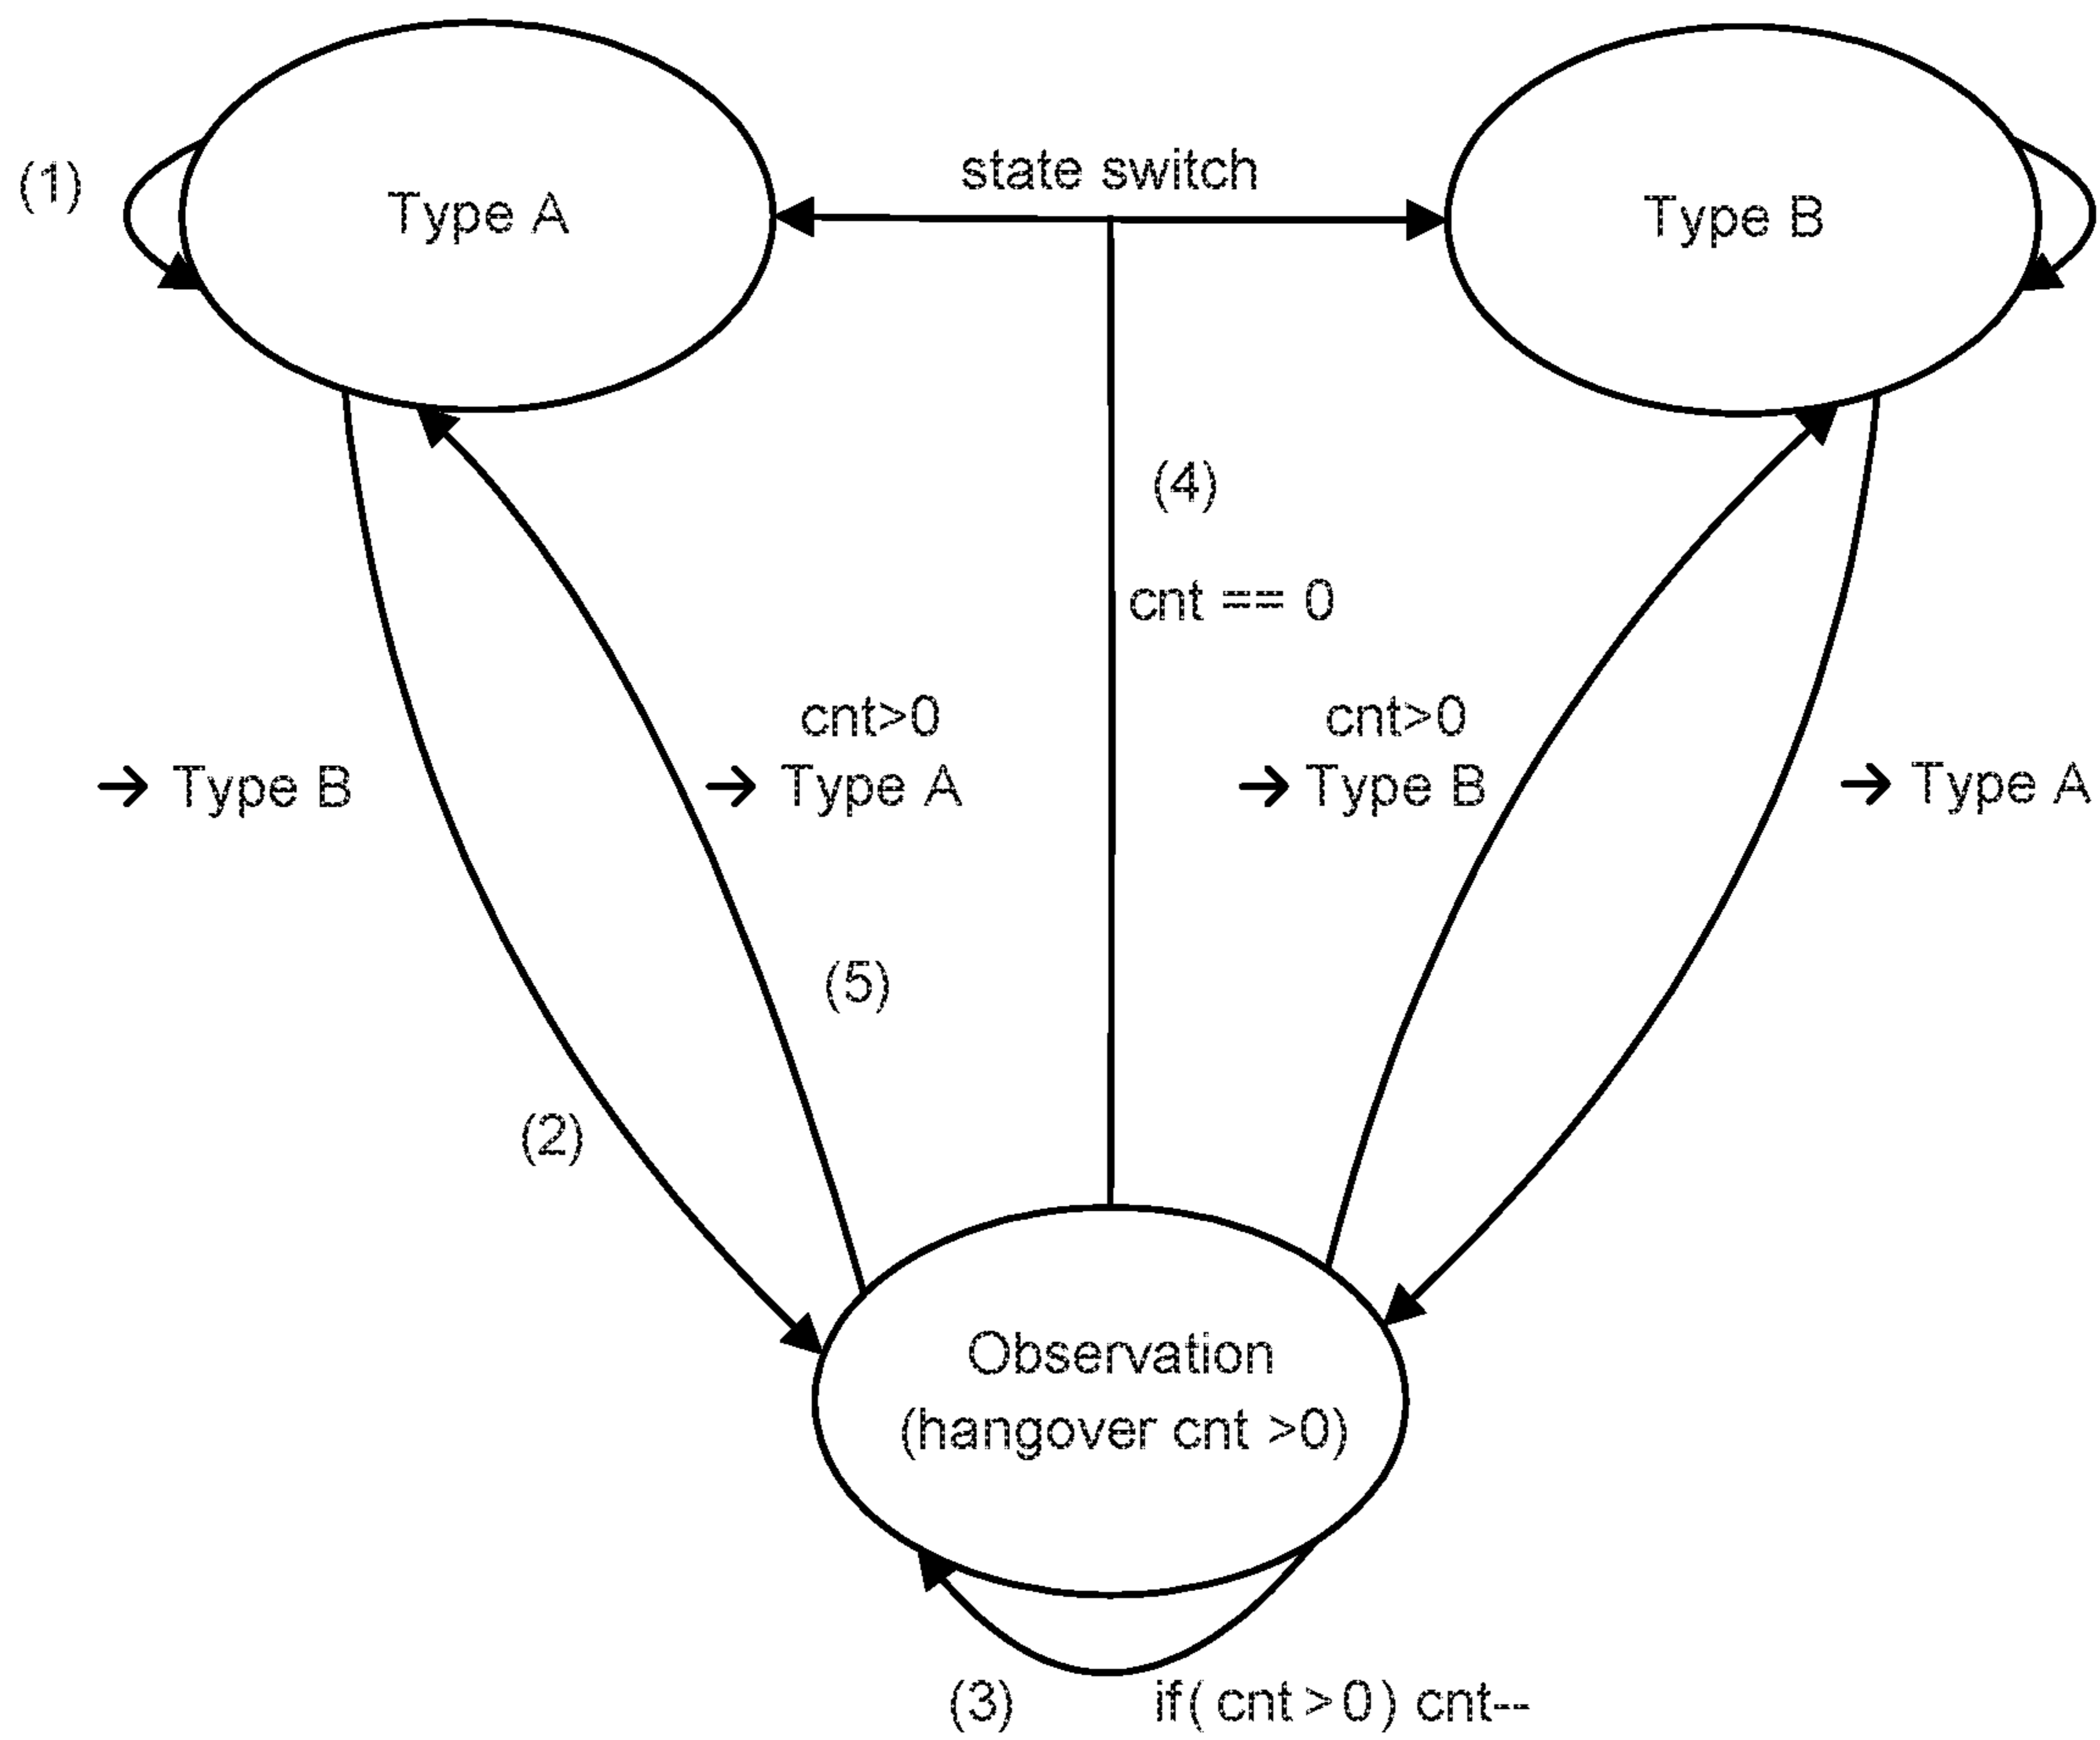 state switch
(1)
Type A
Type B
(4)
cnt == 0
cnt>0
→ Type A
cnt>0
→ Type B
→ Type B
→ Type A
(5)
(2)
Observation
(hangover cnt >0)
(3)
if( cnt > 0 ) cnt--